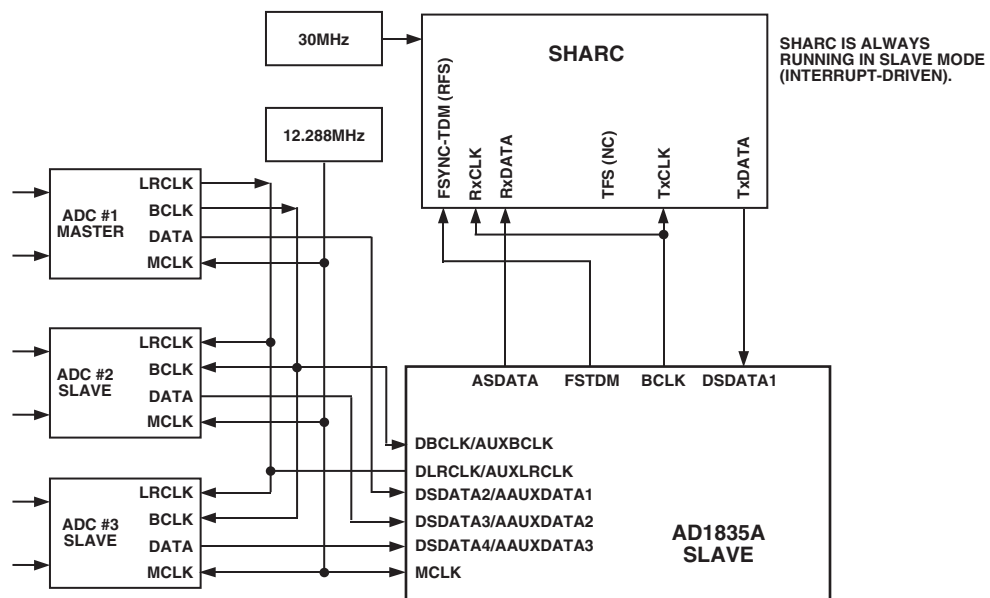 30MHz
SHARC
SHARC IS ALWAYS
RUNNING IN SLAVE MODE
(INTERRUPT-DRIVEN).
12.288MHz
FSYNC-TDM (RFS)
RxCLK
RxDATA
TFS (NC)
TxCLK
TxDATA
ADC #1
MASTER
LRCLK
BCLK
DATA
MCLK
ADC #2
SLAVE
LRCLK
BCLK
DATA
MCLK
ADC #3
SLAVE
LRCLK
BCLK
DATA
MCLK
ASDATA
FSTDM
BCLK
DSDATA1
DBCLK/AUXBCLK
DLRCLK/AUXLRCLK
DSDATA2/AAUXDATA1
DSDATA3/AAUXDATA2
DSDATA4/AAUXDATA3
MCLK
AD1835A
SLAVE